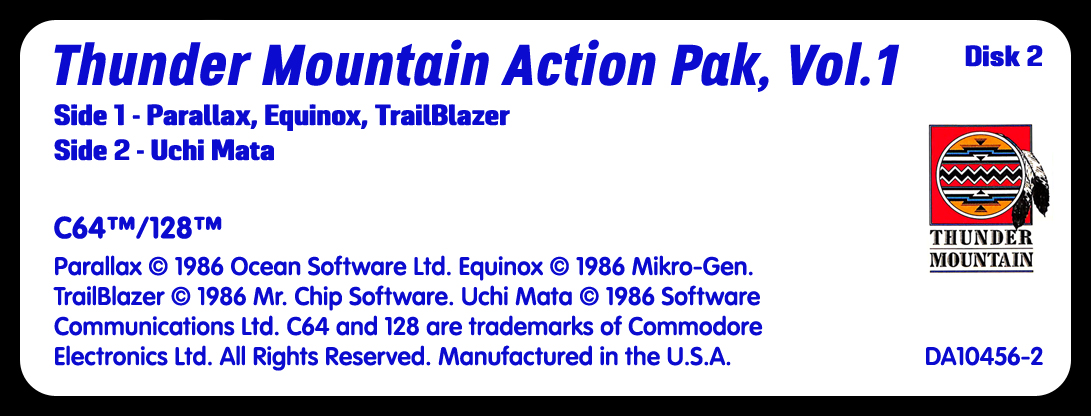 Thunder Mountain Action Pak, Vol.1
Disk 2
Side 1 - Parallax, Equinox, TrailBlazer
Side 2 - Uchi Mata
THUNDER
MOUNTAIN
C64™/128™
Parallax © 1986 Ocean Software Ltd. Equinox © 1986 Mikro-Gen.
TrailBlazer © 1986 Mr. Chip Software. Uchi Mata © 1986 Software
Communications Ltd. C64 and 128 are trademarks of Commodore
Electronics Ltd. All Rights Reserved. Manufactured in the U.S.A.
DA10456-2